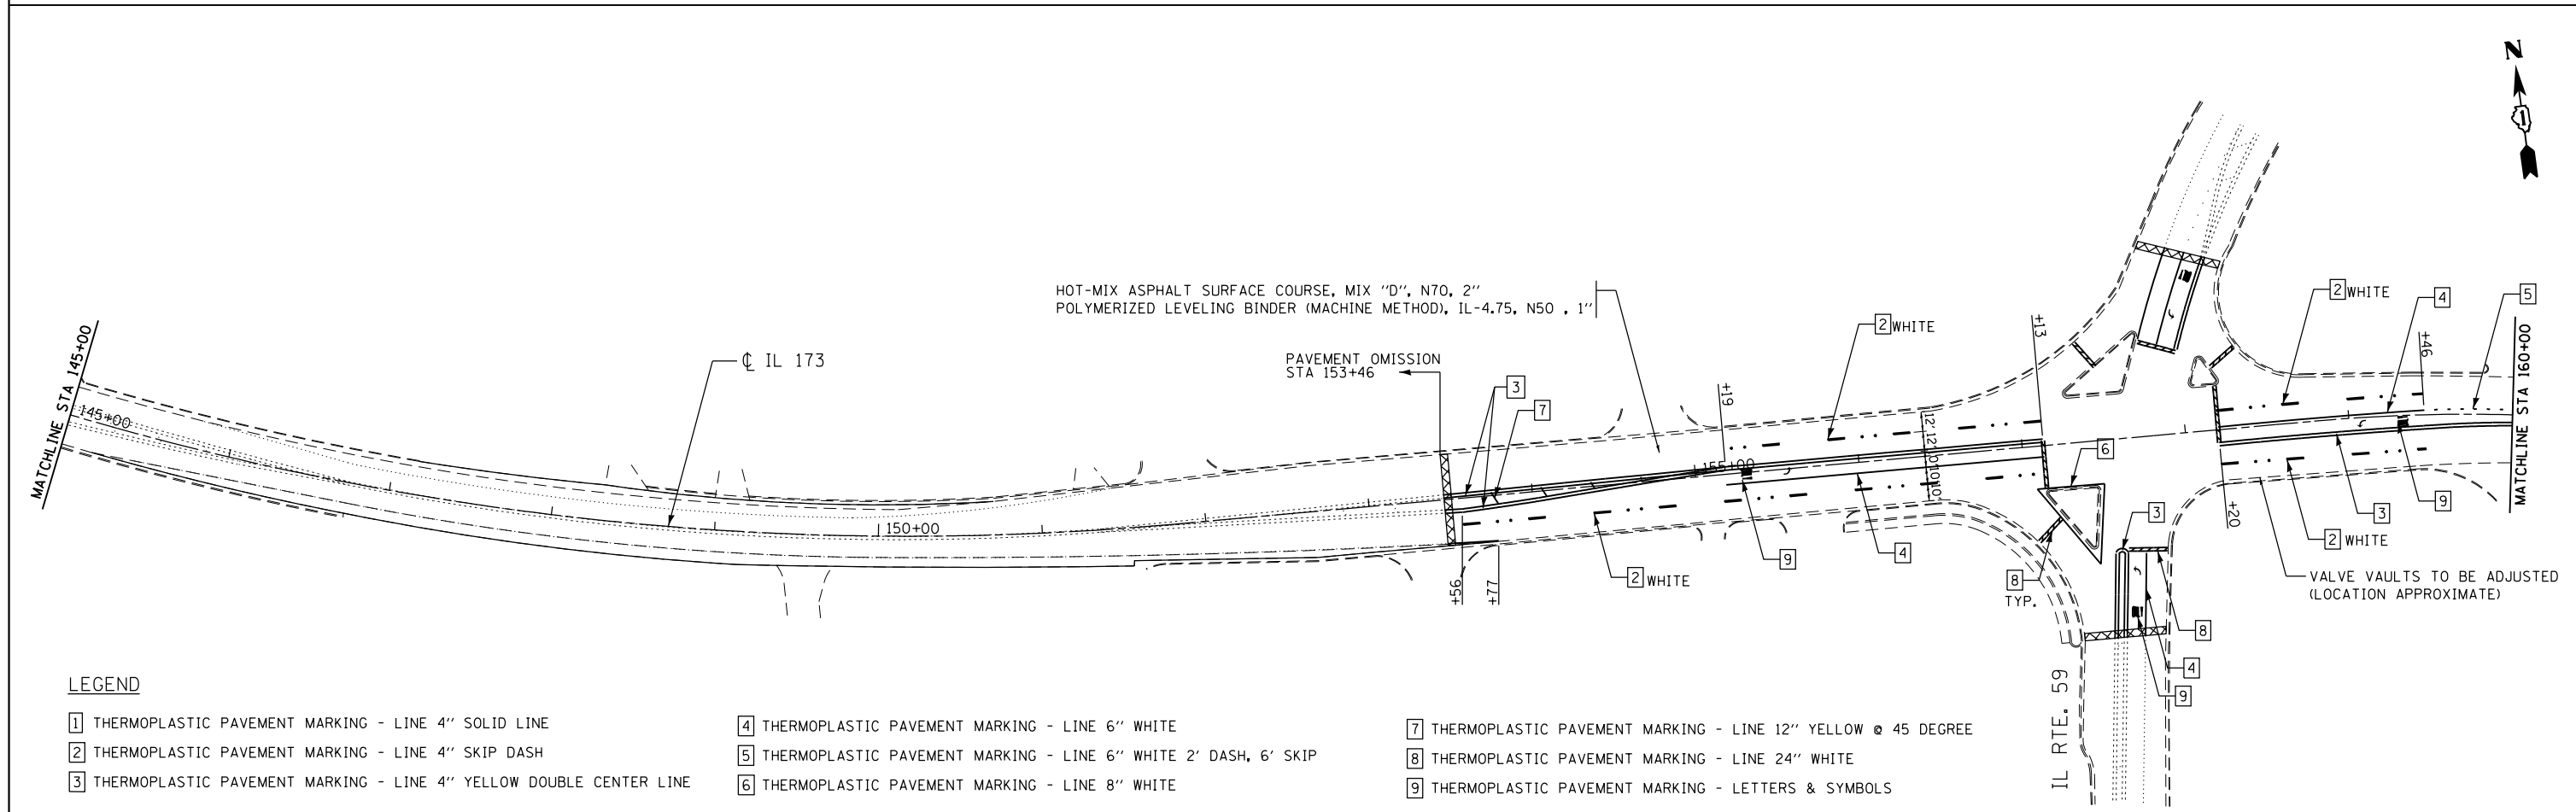 N
1
HOT-MIX ASPHALT SURFACE COURSE, MIX "D", N70, 2"
POLYMERIZED LEVELING BINDER (MACHINE METHOD), IL-4.75, N50 , 1"
2 WHITE
4
5
2 WHITE
+13
+46
MATCHLINE STA 145+00
145+00
℄ IL 173
PAVEMENT OMISSION
STA 153+46
3
7
+19
MATCHLINE STA 160+00
155+00
12' 12' 10' 10' 10'
6
150+00
9
3
9
4
2 WHITE
+56
+77
3
+20
2 WHITE
8
TYP.
VALVE VAULTS TO BE ADJUSTED
(LOCATION APPROXIMATE)
8
4
9
IL RTE. 59
LEGEND
1 THERMOPLASTIC PAVEMENT MARKING - LINE 4" SOLID LINE
2 THERMOPLASTIC PAVEMENT MARKING - LINE 4" SKIP DASH
3 THERMOPLASTIC PAVEMENT MARKING - LINE 4" YELLOW DOUBLE CENTER LINE
4 THERMOPLASTIC PAVEMENT MARKING - LINE 6" WHITE
5 THERMOPLASTIC PAVEMENT MARKING - LINE 6" WHITE 2' DASH, 6' SKIP
6 THERMOPLASTIC PAVEMENT MARKING - LINE 8" WHITE
7 THERMOPLASTIC PAVEMENT MARKING - LINE 12" YELLOW @ 45 DEGREE
8 THERMOPLASTIC PAVEMENT MARKING - LINE 24" WHITE
9 THERMOPLASTIC PAVEMENT MARKING - LETTERS & SYMBOLS